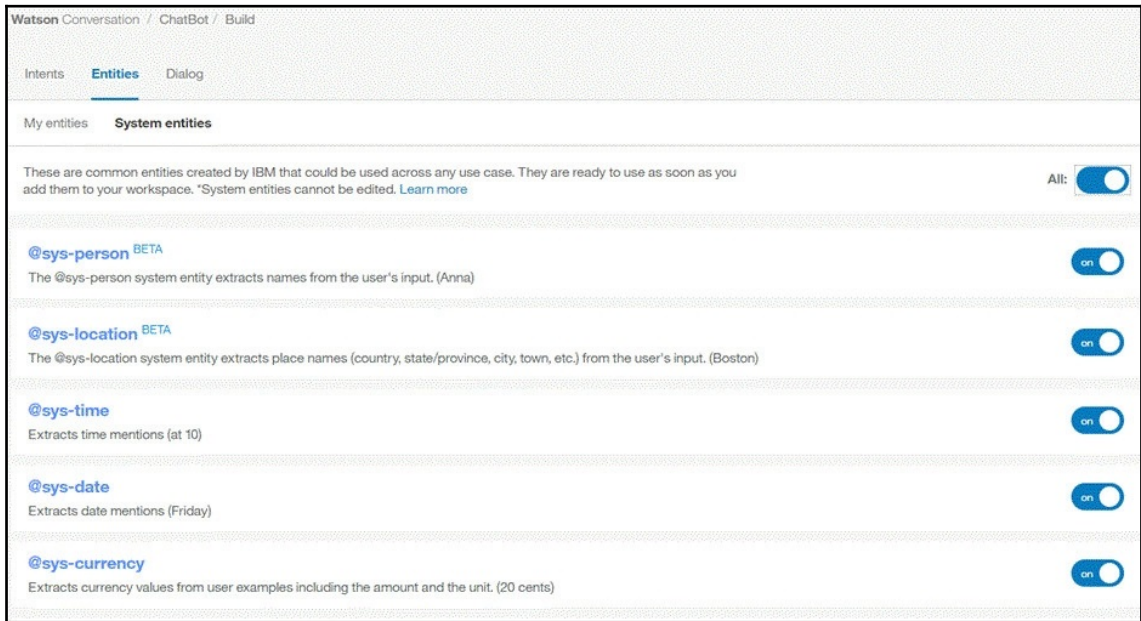 Watson Conversation / ChatBot / Build
Intents Entities Dialog
My entities System entities
These are common entities created by IBM that could be used across any use case. They are ready to use as soon as you
add them to your workspace. *System entities cannot be edited. Learn more
All:
@sys-person BETA
The @sys-person system entity extracts names from the user's input. (Anna)
on
@sys-location BETA
The @sys-location system entity extracts place names (country, state/province, city, town, etc.) from the user's input. (Boston)
on
@sys-time
Extracts time mentions (at 10)
on
@sys-date
Extracts date mentions (Friday)
on
@sys-currency
Extracts currency values from user examples including the amount and the unit. (20 cents)
on